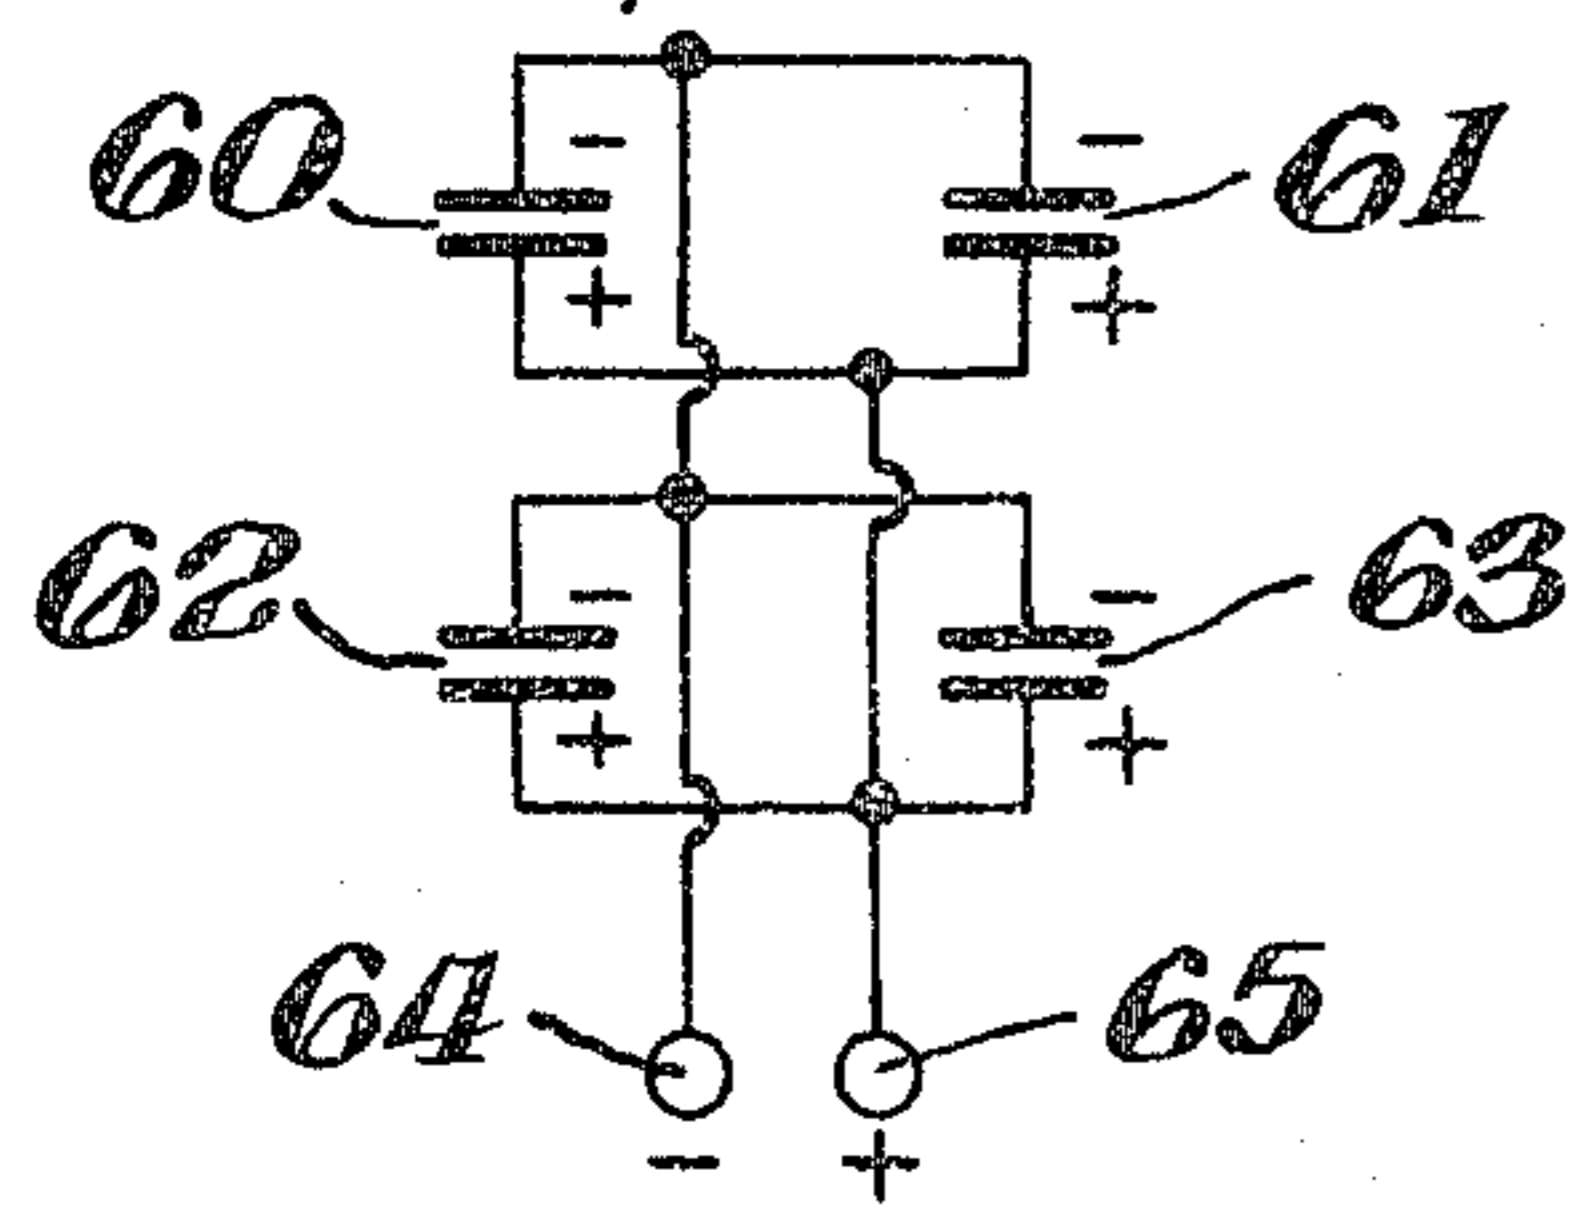 60 - - 61
+ +
62 - - 63
+ +
64 65
- +